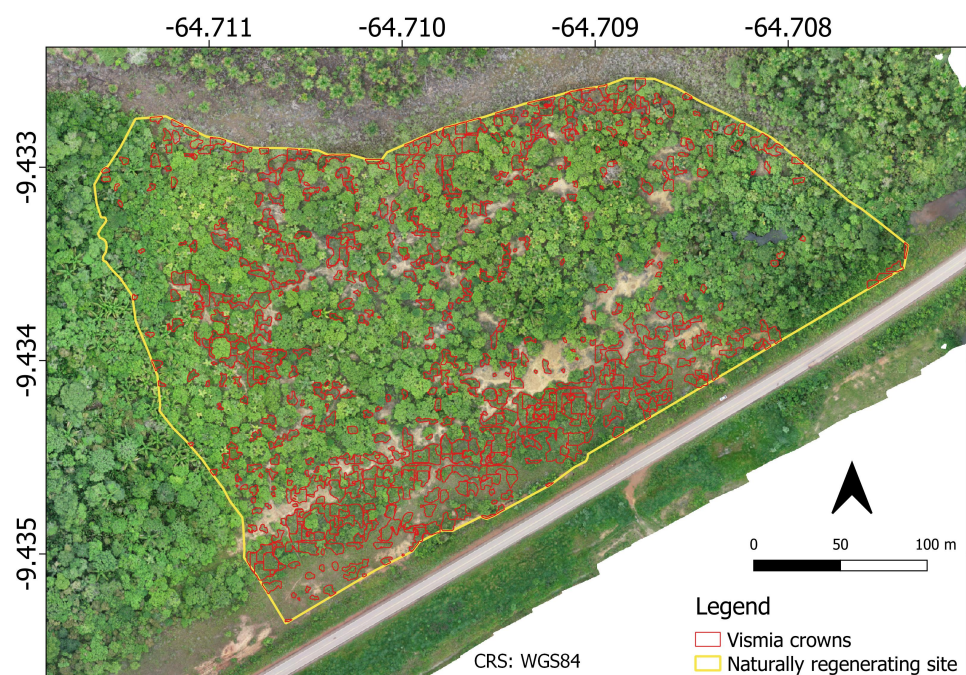 -64.711 -64.710 -64.709 -64.708
-9.433
-9.434
-9.435
0 50 100 m
Legend
Vismia crowns
Naturally regenerating site
CRS: WGS84